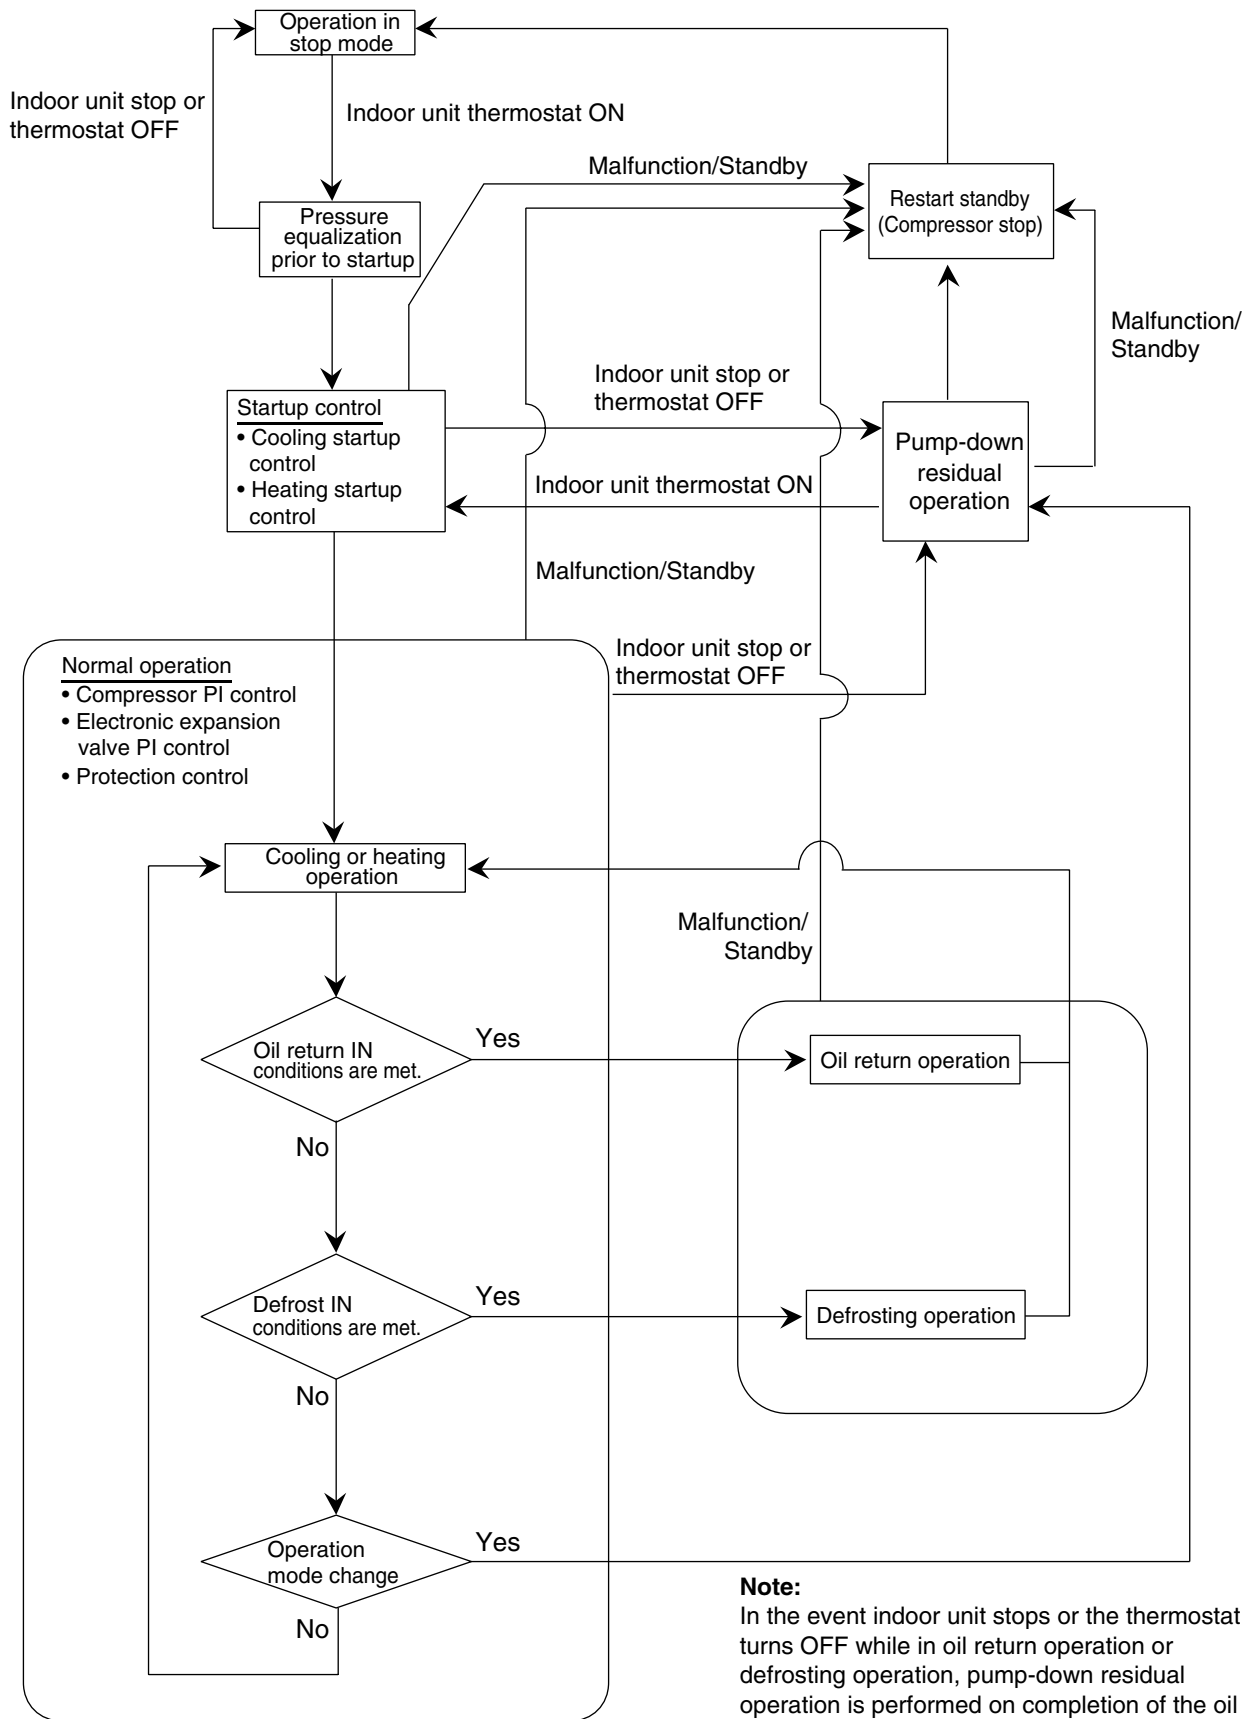 Operation in
stop mode
Indoor unit stop or
thermostat OFF
Indoor unit thermostat ON
Malfunction/Standby
Restart standby
(Compressor stop)
Pressure
equalization
prior to startup
Malfunction/
Standby
Indoor unit stop or
thermostat OFF
Startup control
• Cooling startup
control
• Heating startup
control
Pump-down
residual
operation
Indoor unit thermostat ON
Malfunction/Standby
Indoor unit stop or
thermostat OFF
Normal operation
• Compressor PI control
• Electronic expansion
valve PI control
• Protection control
Cooling or heating
operation
Malfunction/
Standby
Oil return IN
conditions are met.
Yes
Oil return operation
No
Defrost IN
conditions are met.
Yes
Defrosting operation
No
Operation
mode change
Yes
No
Note:
In the event indoor unit stops or the thermostat
turns OFF while in oil return operation or
defrosting operation, pump-down residual
operation is performed on completion of the oil